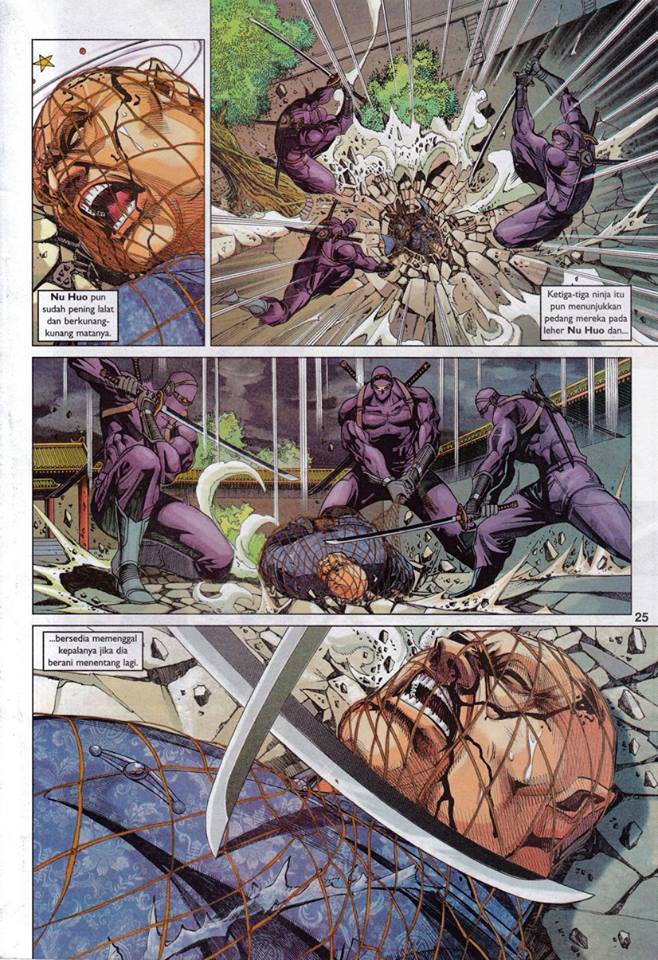 Nu Huo pun
sudah pening lalat
dan berkunang-
kunang matanya.
Ketiga-tiga ninja itu
pun menunjukkan
pedang mereka pada
leher Nu Huo dan...
25
...bersedia memenggal
kepalanya jika dia
berani menentang lagi.